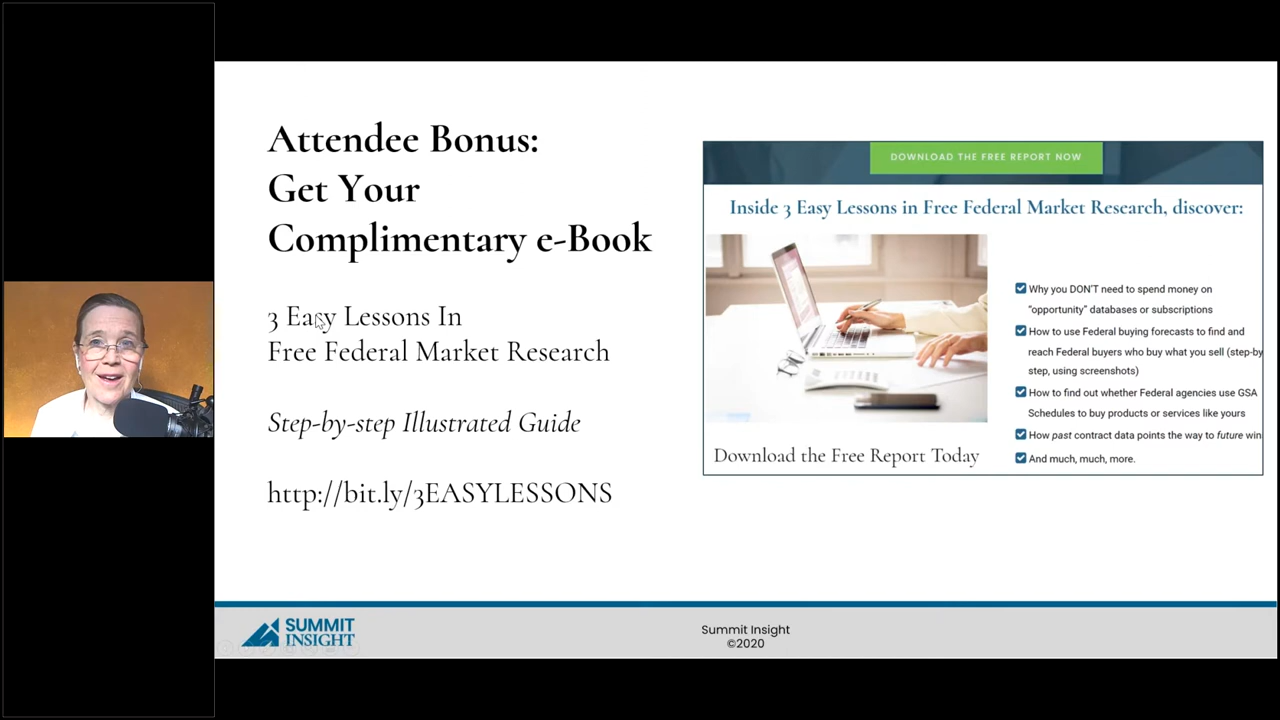 Attendee Bonus:
Get Your
Complimentary e-Book
3 Easy Lessons In
Free Federal Market Research
Step-by-step Illustrated Guide
http://bit.ly/3EASYLESSONS
DOWNLOAD THE FREE REPORT NOW
Inside 3 Easy Lessons in Free Federal Market Research, discover:
Why you DON'T need to spend money on
"opportunity" databases or subscriptions
How to use Federal buying forecasts to find and
reach Federal buyers who buy what you sell (step-by
step, using screenshots)
How to find out whether Federal agencies use GSA
Schedules to buy products or services like yours
How past contract data points the way to future win
And much, much, more.
Download the Free Report Today
SUMMIT
INSIGHT
Summit Insight
©2020